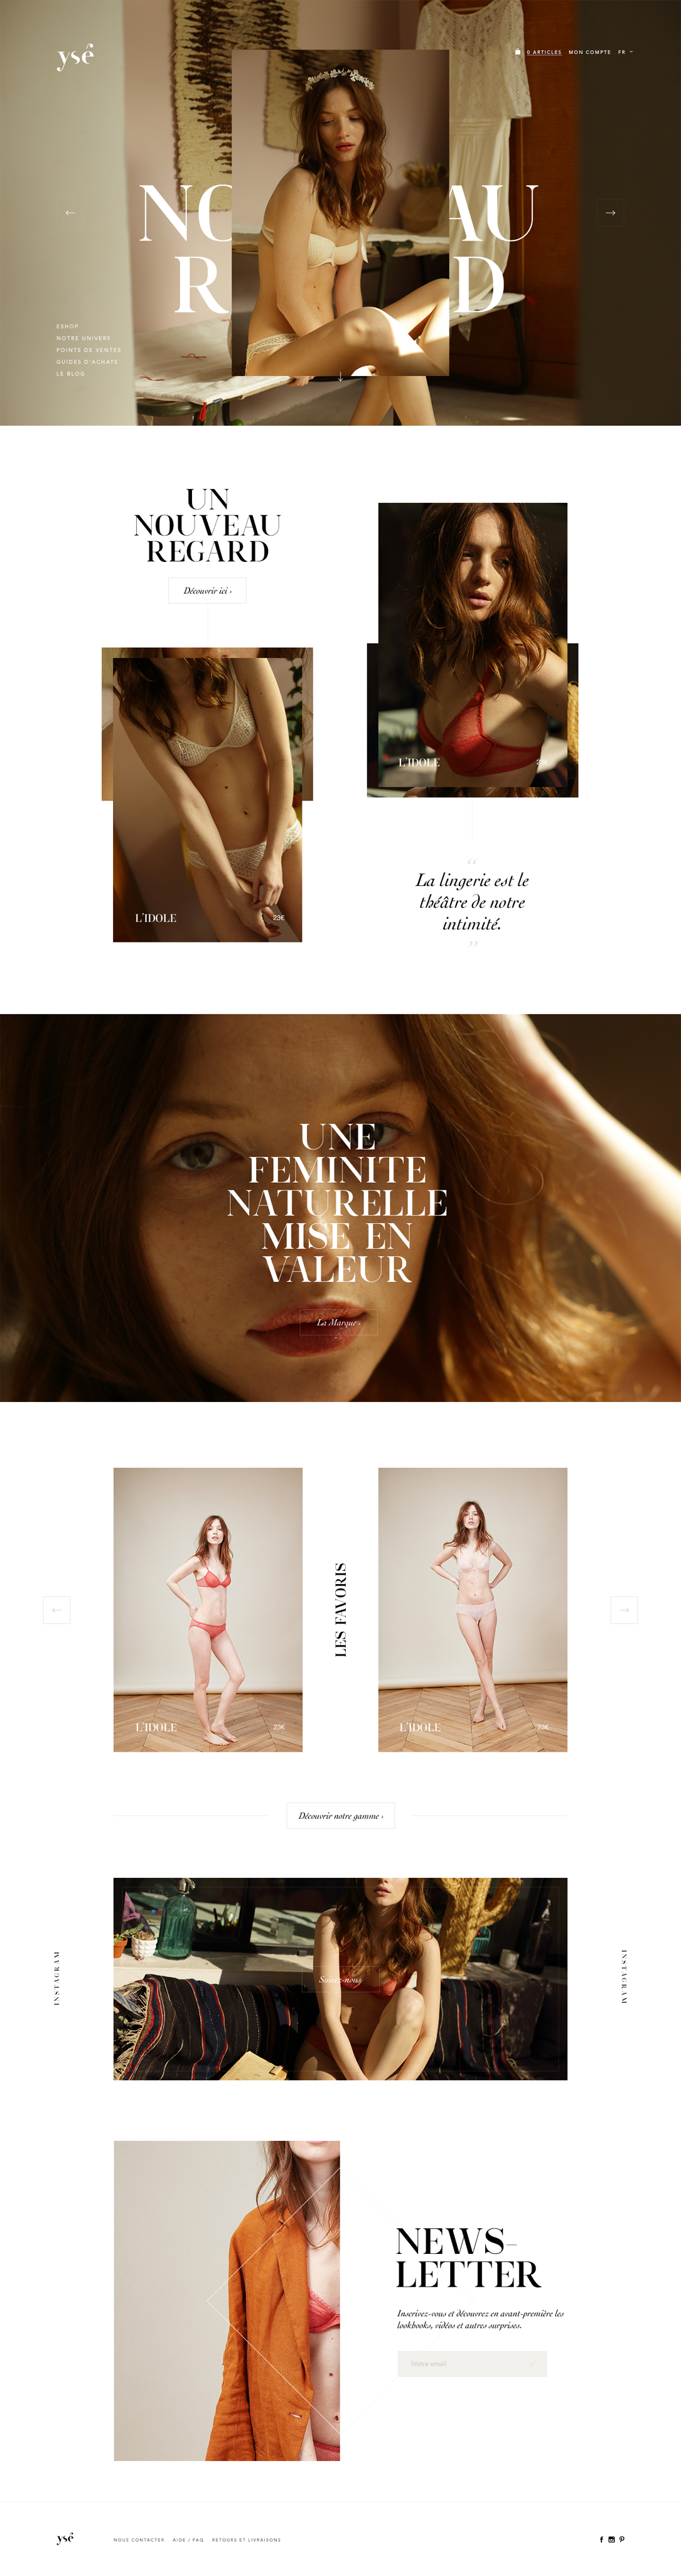 ysé
0 ARTICLES MON COMPTE FR
NO AU
R D
ESHOP
NOTRE UNIVERS
POINTS DE VENTES
GUIDES D'ACHATS
LE BLOG
UN
NOUVEAU
REGARD
Découvrir ici ›
L'IDOLE 23€
L'IDOLE
“
La lingerie est le
théâtre de notre
intimité.
”
UNE
FEMINITE
NATURELLE
MISE EN
VALEUR
La Marque ›
L'IDOLE 23€
LES FAVORIS
L'IDOLE 23€
Découvrir notre gamme ›
INSTAGRAM
Suivez-nous
INSTAGRAM
NEWS-
LETTER
Inscrivez-vous et découvrez en avant-première les
lookbooks, vidéos et autres surprises.
Votre email
ysé
NOUS CONTACTER AIDE / FAQ RETOURS ET LIVRAISONS